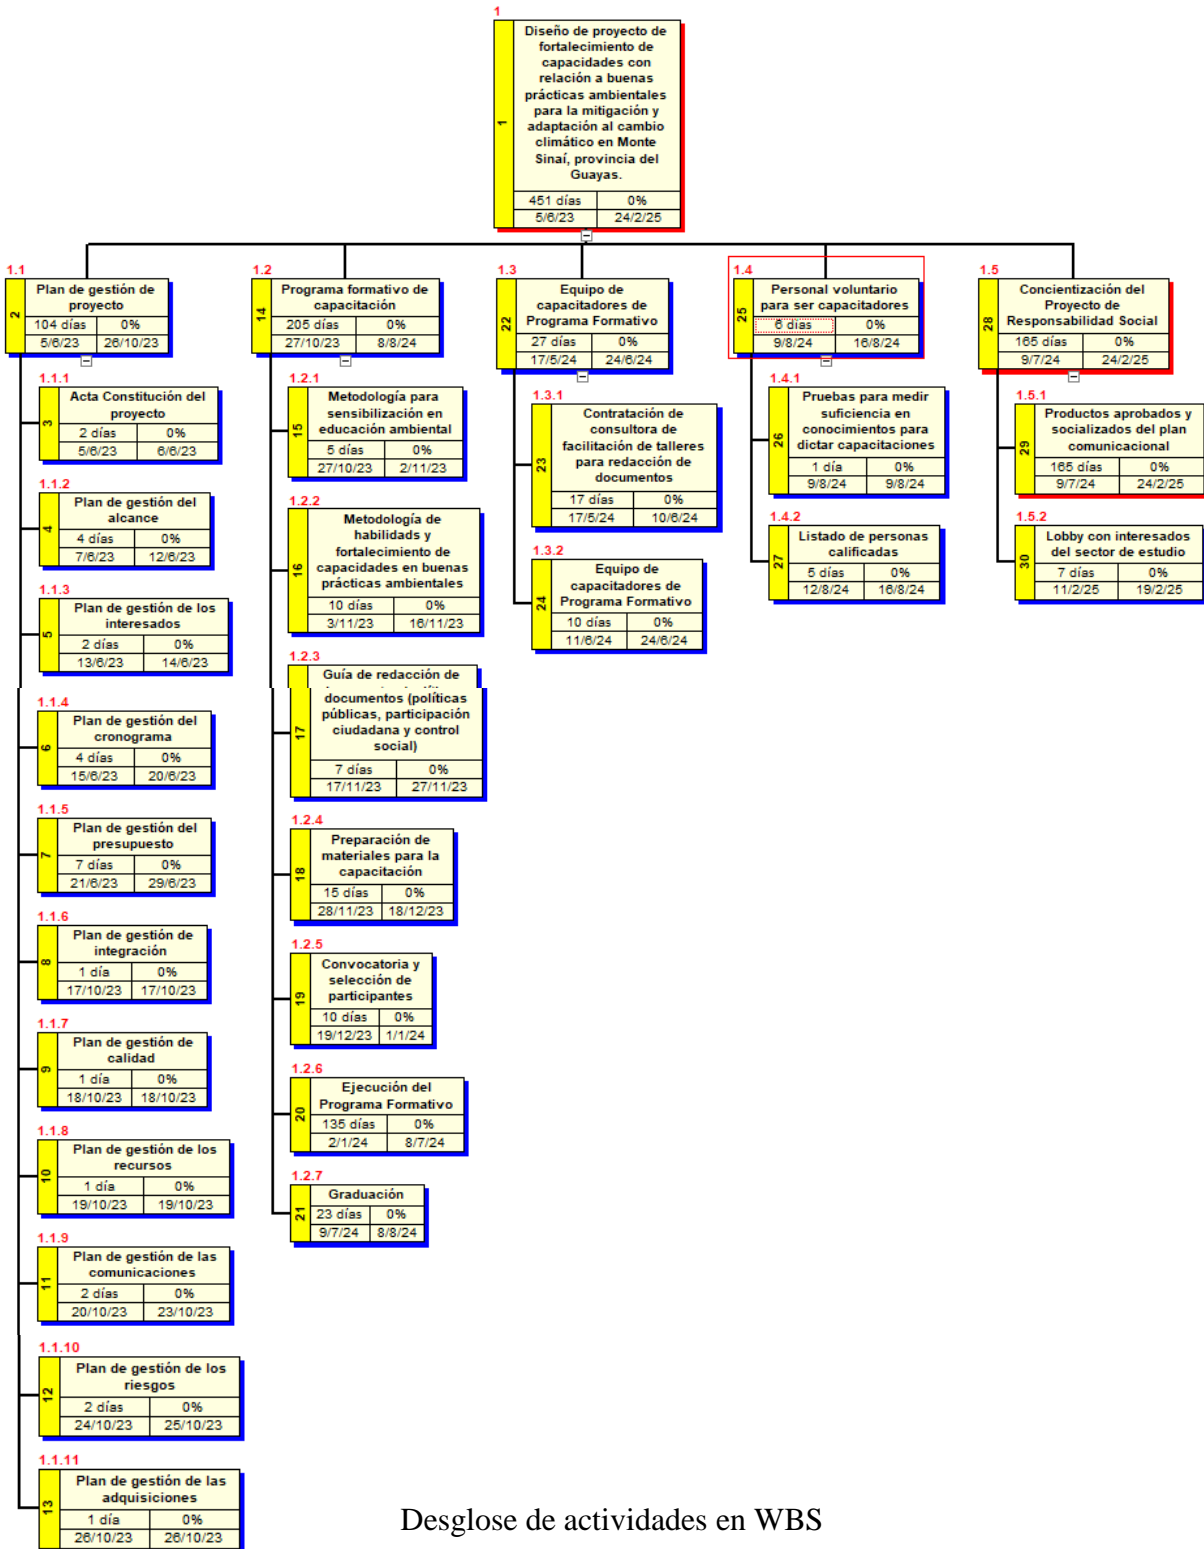 1
1
Diseño de proyecto de
fortalecimiento de
capacidades con
relación a buenas
prácticas ambientales
para la mitigación y
adaptación al cambio
climático en Monte
Sinaí, provincia del
Guayas.
451 días 0%
5/6/23 24/2/25
1.1
2
Plan de gestión de
proyecto
104 días 0%
5/6/23 26/10/23
1.1.1
3
Acta Constitución del
proyecto
2 días 0%
5/6/23 6/6/23
1.1.2
4
Plan de gestión del
alcance
4 días 0%
7/6/23 12/6/23
1.1.3
5
Plan de gestión de los
interesados
2 días 0%
13/6/23 14/6/23
1.1.4
6
Plan de gestión del
cronograma
4 días 0%
15/6/23 20/6/23
1.1.5
7
Plan de gestión del
presupuesto
7 días 0%
21/6/23 29/6/23
1.1.6
8
Plan de gestión de
integración
1 día 0%
17/10/23 17/10/23
1.1.7
9
Plan de gestión de
calidad
1 día 0%
18/10/23 18/10/23
1.1.8
10
Plan de gestión de los
recursos
1 día 0%
19/10/23 19/10/23
1.1.9
11
Plan de gestión de las
comunicaciones
2 días 0%
20/10/23 23/10/23
1.1.10
12
Plan de gestión de los
riesgos
2 días 0%
24/10/23 25/10/23
1.1.11
13
Plan de gestión de las
adquisiciones
1 día 0%
26/10/23 26/10/23
1.2
14
Programa formativo de
capacitación
205 días 0%
27/10/23 8/8/24
1.2.1
15
Metodología para
sensibilización en
educación ambiental
5 días 0%
27/10/23 2/11/23
1.2.2
16
Metodología de
habilidads y
fortalecimiento de
capacidades en buenas
prácticas ambientales
10 días 0%
3/11/23 16/11/23
1.2.3
17
Guía de redacción de
documentos (políticas
públicas, participación
ciudadana y control
social)
7 días 0%
17/11/23 27/11/23
1.2.4
18
Preparación de
materiales para la
capacitación
15 días 0%
28/11/23 18/12/23
1.2.5
19
Convocatoria y
selección de
participantes
10 días 0%
19/12/23 1/1/24
1.2.6
20
Ejecución del
Programa Formativo
135 días 0%
2/1/24 8/7/24
1.2.7
21
Graduación
23 días 0%
9/7/24 8/8/24
1.3
22
Equipo de
capacitadores de
Programa Formativo
27 días 0%
17/5/24 24/6/24
1.3.1
23
Contratación de
consultora de
facilitación de talleres
para redacción de
documentos
17 días 0%
17/5/24 10/6/24
1.3.2
24
Equipo de
capacitadores de
Programa Formativo
10 días 0%
11/6/24 24/6/24
1.4
25
Personal voluntario
para ser capacitadores
6 días 0%
9/8/24 16/8/24
1.4.1
26
Pruebas para medir
suficiencia en
conocimientos para
dictar capacitaciones
1 día 0%
9/8/24 9/8/24
1.4.2
27
Listado de personas
calificadas
5 días 0%
12/8/24 16/8/24
1.5
28
Concientización del
Proyecto de
Responsabilidad Social
165 días 0%
9/7/24 24/2/25
1.5.1
29
Productos aprobados y
socializados del plan
comunicacional
165 días 0%
9/7/24 24/2/25
1.5.2
30
Lobby con interesados
del sector de estudio
7 días 0%
11/2/25 19/2/25
Desglose de actividades en WBS